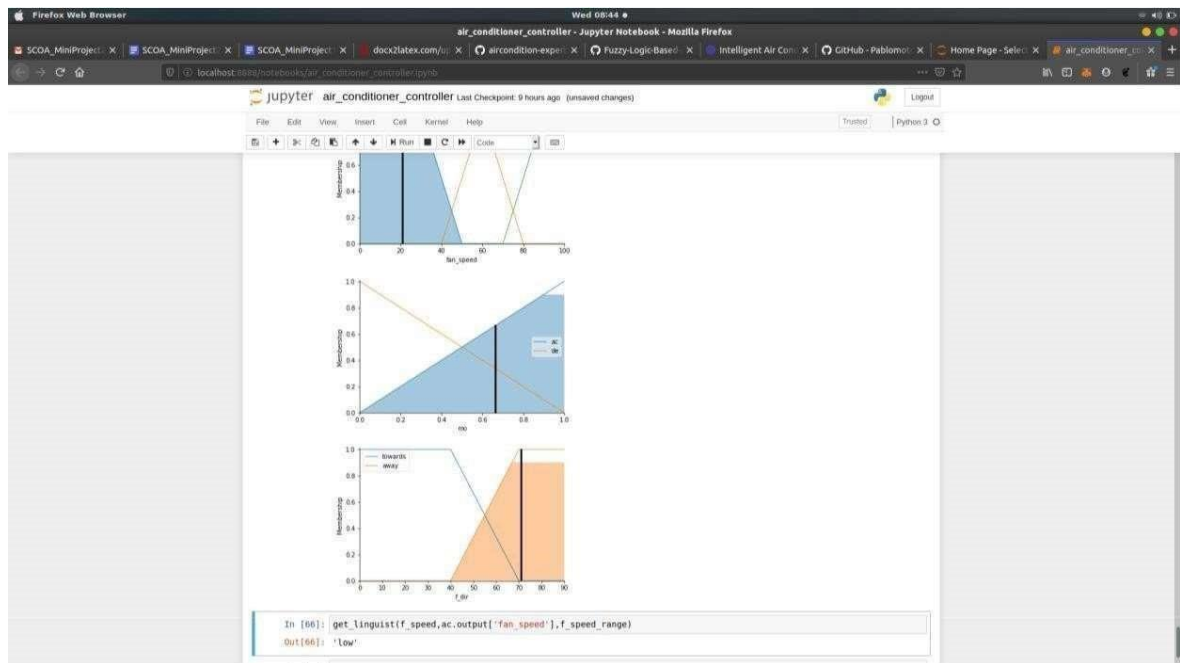 Firefox Web Browser
Wed 08:44
air_conditioner_controller - Jupyter Notebook - Mozilla Firefox
SCOA_MiniProject
SCOA_MiniProject
SCOA_MiniProject
docx2latex.com/
aircondition-exper
Fuzzy-Logic-Based
Intelligent Air Con
GitHub - Pablomot
Home Page - Selec
air_conditioner_co
localhost:8888/notebooks/air_conditioner_controller.ipynb
jupyter air_conditioner_controller Last Checkpoint: 9 hours ago (unsaved changes)
Logout
File Edit View Insert Cell Kernel Help
Trusted Python 3
Run Code
Membership
0.6
0.4
0.2
0.0
0 20 40 60 80 100
fan_speed
1.0
0.8
0.6
0.4
0.2
0.0
Membership
ac
de
0.0 0.2 0.4 0.6 0.8 1.0
mo
1.0
0.8
0.6
0.4
0.2
0.0
Membership
towards
away
0 10 20 30 40 50 60 70 80 90
f_dir
In [66]: get_linguist(f_speed,ac.output['fan_speed'],f_speed_range)
Out[66]: 'low'